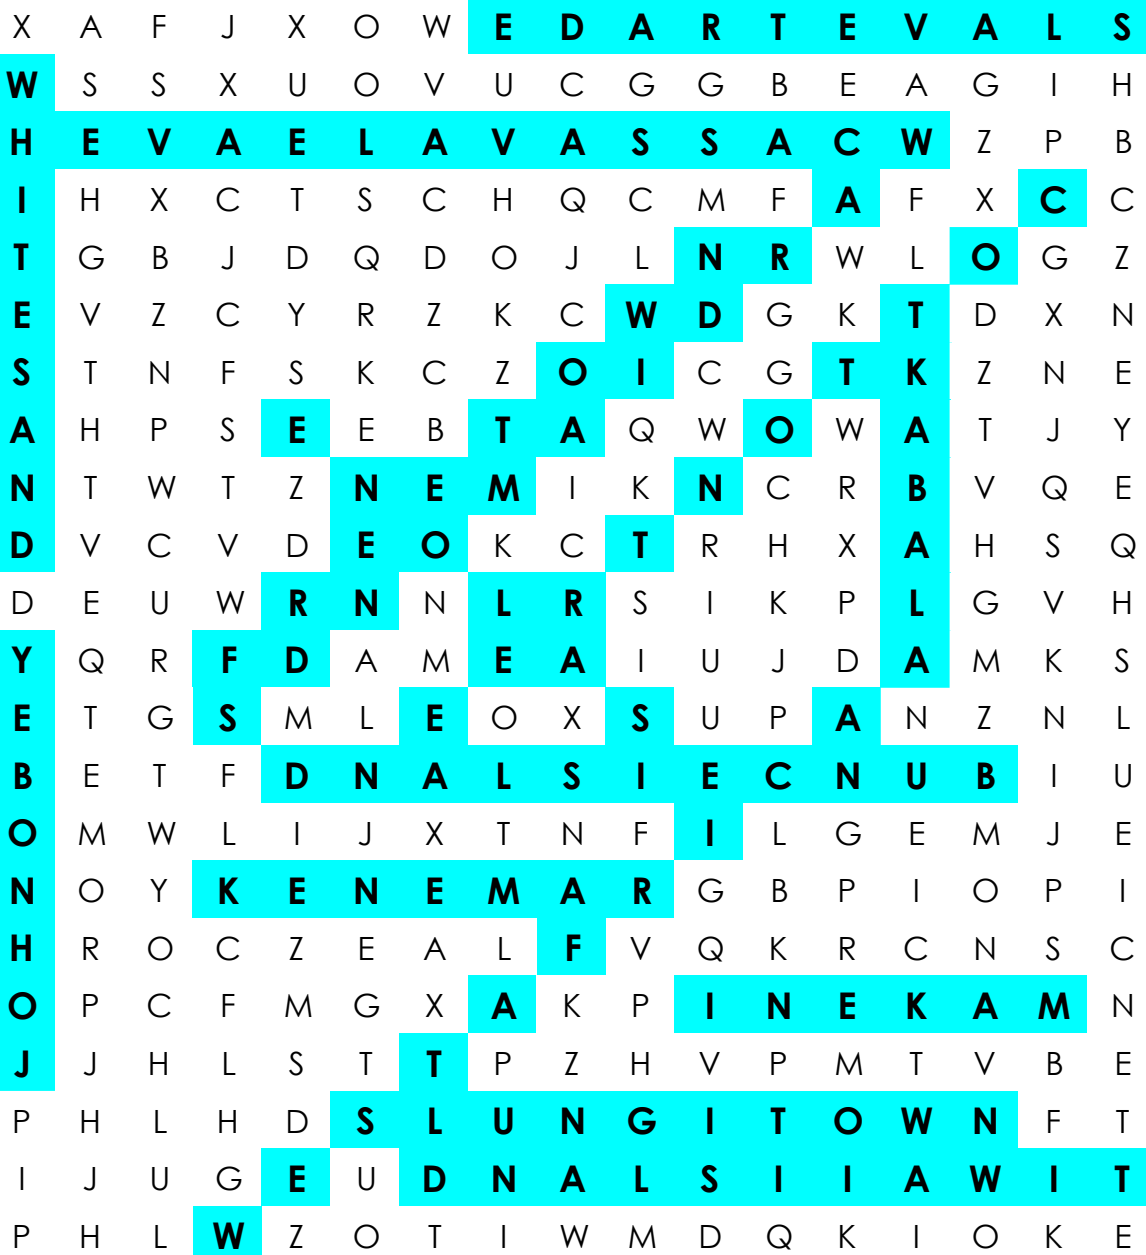 X A F J X O W E D A R T E V A L S
W S S X U O V U C G G B E A G I H
H E V A E L A V A S S A C W Z P B
I H X C T S C H Q C M F A F X C C
T G B J D Q D O J L N R W L O G Z
E V Z C Y R Z K C W D G K T D X N
S T N F S K C Z O I C G T K Z N E
A H P S E E B T A Q W O W A T J Y
N T W T Z N E M I K N C R B V Q E
D V C V D E O K C T R H X A H S Q
D E U W R N N L R S I K P L G V H
Y Q R F D A M E A I U J D A M K S
E T G S M L E O X S U P A N Z N L
B E T F D N A L S I E C N U B I U
O M W L I J X T N F I L G E M J E
N O Y K E N E M A R G B P I O P I
H R O C Z E A L F V Q K R C N S C
O P C F M G X A K P I N E K A M N
J J H L S T T P Z H V P M T V B E
P H L H D S L U N G I T O W N F T
I J U G E U D N A L S I I A W I T
P H L W Z O T I W M D Q K I O K E